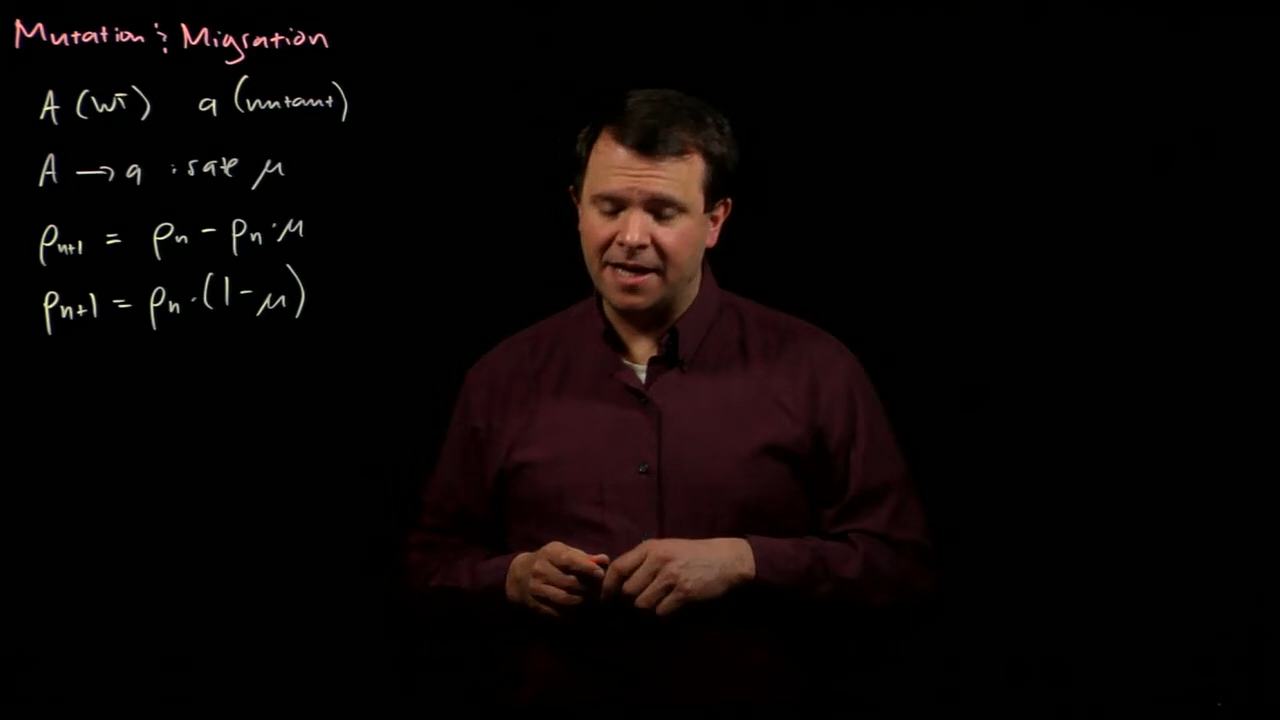 Mutation & Migration
A (WT) a (mutant)
A → a : rate μ
pₙ₊₁ = pₙ - pₙ·μ
pₙ₊₁ = pₙ·(1-μ)